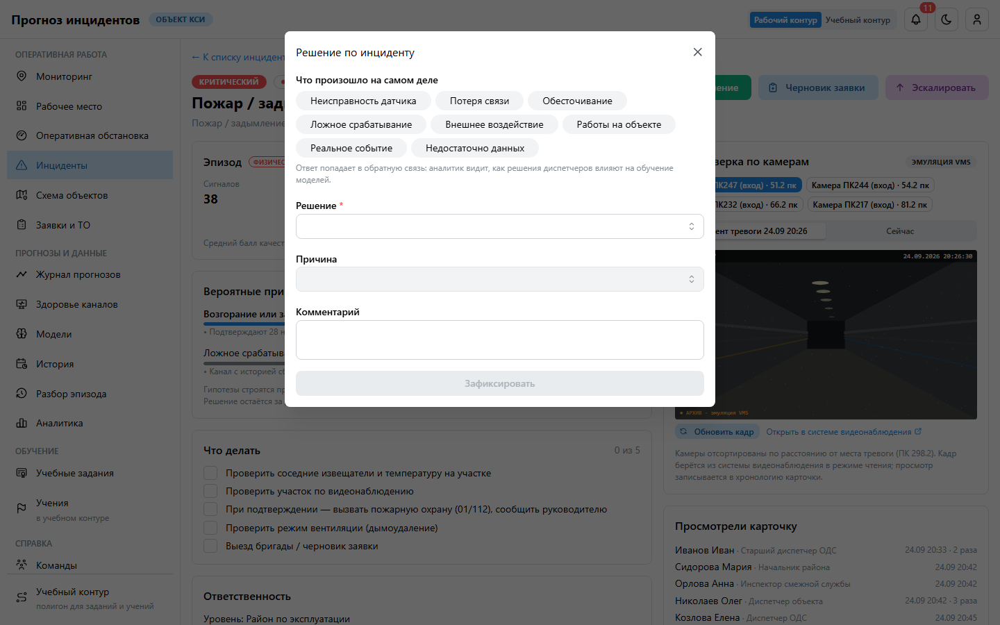 Прогноз инцидентов
ОБЪЕКТ КСИ
Рабочий контур
Учебный контур
11
ОПЕРАТИВНАЯ РАБОТА
Мониторинг
Рабочее место
Оперативная обстановка
Инциденты
Схема объектов
Заявки и ТО
ПРОГНОЗЫ И ДАННЫЕ
Журнал прогнозов
Здоровье каналов
Модели
История
Разбор эпизода
Аналитика
ОБУЧЕНИЕ
Учебные задания
Учения
в учебном контуре
СПРАВКА
Команды
Учебный контур
полигон для заданий и учений
← К списку инцидент
КРИТИЧЕСКИЙ
Пожар / зад
Пожар / задымление
Черновик заявки
Эскалировать
Эпизод
Сигналов
38
Средний балл качест
Вероятные при
Возгорание или за
• Подтверждают 28 н
Ложное срабатыв
• Канал с историей сб
Гипотезы строятся пр
Решение остаётся за
Решение по инциденту
Что произошло на самом деле
Неисправность датчика
Потеря связи
Обесточивание
Ложное срабатывание
Внешнее воздействие
Работы на объекте
Реальное событие
Недостаточно данных
Ответ попадает в обратную связь: аналитик видит, как решения диспетчеров влияют на обучение
моделей.
Решение *
Причина
Комментарий
Зафиксировать
Что делать
0 из 5
Проверить соседние извещатели и температуру на участке
Проверить участок по видеонаблюдению
При подтверждении — вызвать пожарную охрану (01/112), сообщить руководителю
Проверить режим вентиляции (дымоудаление)
Выезд бригады / черновик заявки
Ответственность
Уровень: Район по эксплуатации
верка по камерам
ЭМУЛЯЦИЯ VMS
ПК247 (вход) · 51.2 пк
Камера ПК244 (вход) · 54.2 пк
ПК232 (вход) · 66.2 пк
Камера ПК217 (вход) · 81.2 пк
ент тревоги 24.09 20:26
Сейчас
24.09.2026 20:26:30
● АРХИВ · эмуляция VMS
Обновить кадр
Открыть в системе видеонаблюдения
Камеры отсортированы по расстоянию от места тревоги (ПК 298.2). Кадр
берётся из системы видеонаблюдения в режиме чтения; просмотр
записывается в хронологию карточки.
Просмотрели карточку
Иванов Иван · Старший диспетчер ОДС
24.09 20:33 · 2 раза
Сидорова Мария · Начальник района
24.09 20:42
Орлова Анна · Инспектор смежной службы
24.09 20:42
Николаев Олег · Диспетчер объекта
24.09 20:42 · 3 раза
Козлова Елена · Диспетчер ОДС
24.09 20:45